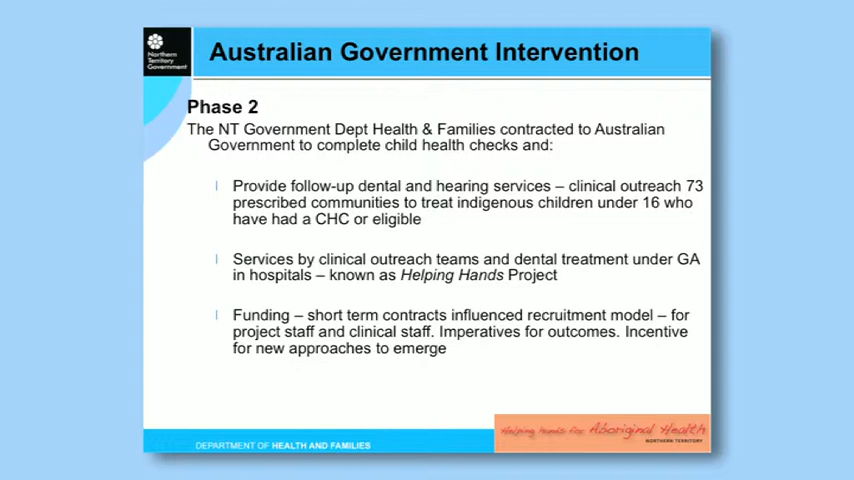 Northern
Territory
Government
Australian Government Intervention
Phase 2
The NT Government Dept Health & Families contracted to Australian
Government to complete child health checks and:
l Provide follow-up dental and hearing services – clinical outreach 73
prescribed communities to treat indigenous children under 16 who
have had a CHC or eligible
l Services by clinical outreach teams and dental treatment under GA
in hospitals – known as Helping Hands Project
l Funding – short term contracts influenced recruitment model – for
project staff and clinical staff. Imperatives for outcomes. Incentive
for new approaches to emerge
Helping hands for Aboriginal Health
NORTHERN TERRITORY
DEPARTMENT OF HEALTH AND FAMILIES